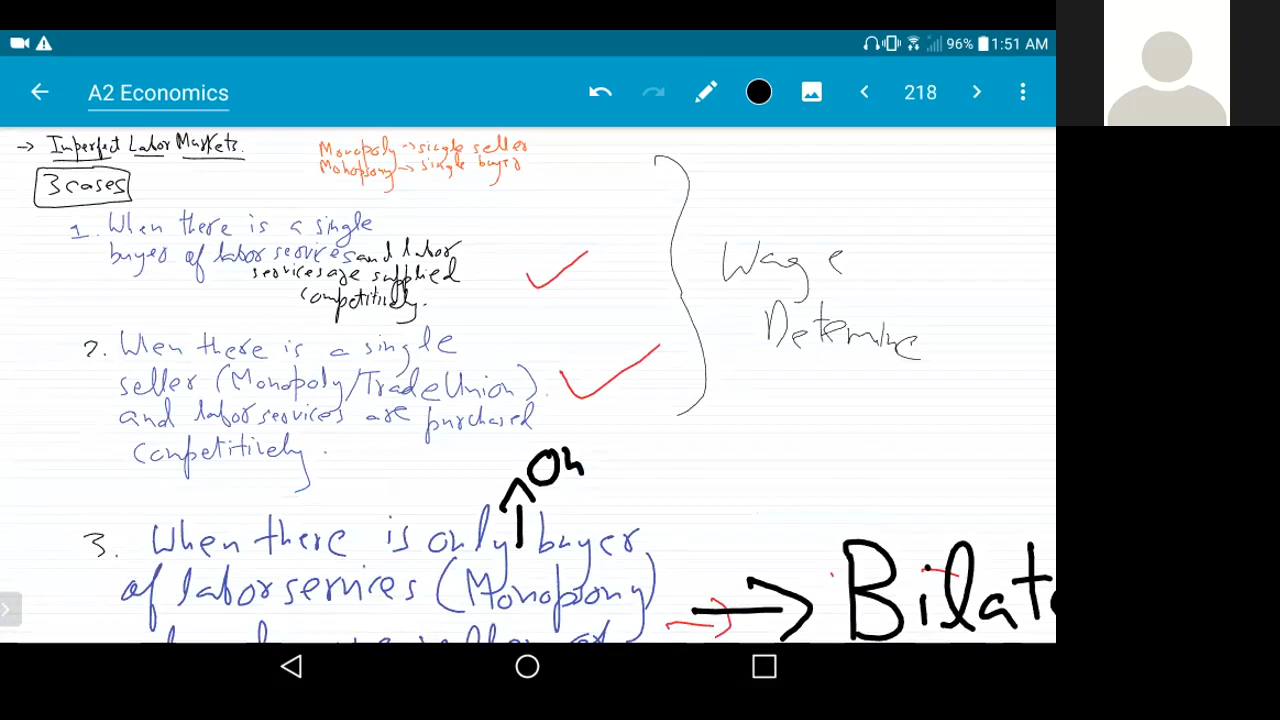 96% 1:51 AM
A2 Economics
218
→ Imperfect Labor Markets.
Monopoly → single seller
Monopsony → single buyer
3 cases
1. When there is a single
buyer of labor services and labor
services are supplied
competitively.
Wage
Determine
2. When there is a single
seller (Monopoly/Trade Union).
and labor services are purchased
competitively.
On
3. When there is only buyer
of labor services (Monopsony)
→ Bilate